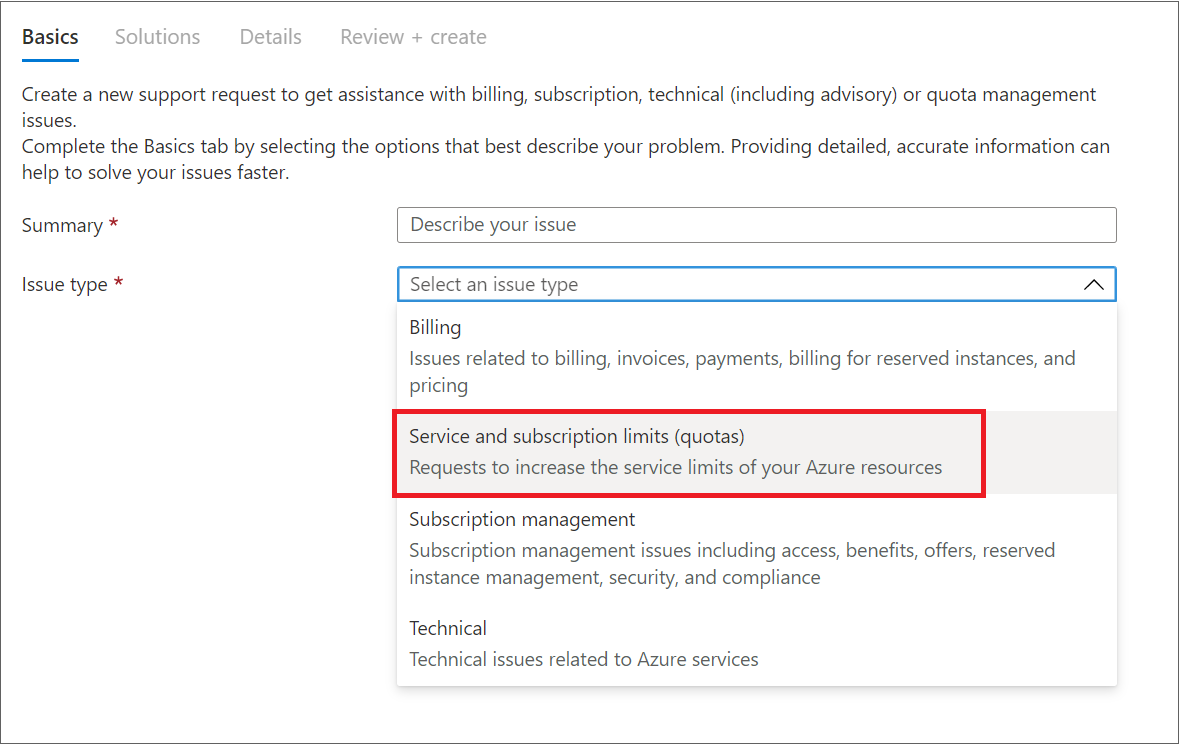 Basics Solutions Details Review + create
Create a new support request to get assistance with billing, subscription, technical (including advisory) or quota management
issues.
Complete the Basics tab by selecting the options that best describe your problem. Providing detailed, accurate information can
help to solve your issues faster.
Summary * Describe your issue
Issue type * Select an issue type
Billing
Issues related to billing, invoices, payments, billing for reserved instances, and
pricing
Service and subscription limits (quotas)
Requests to increase the service limits of your Azure resources
Subscription management
Subscription management issues including access, benefits, offers, reserved
instance management, security, and compliance
Technical
Technical issues related to Azure services